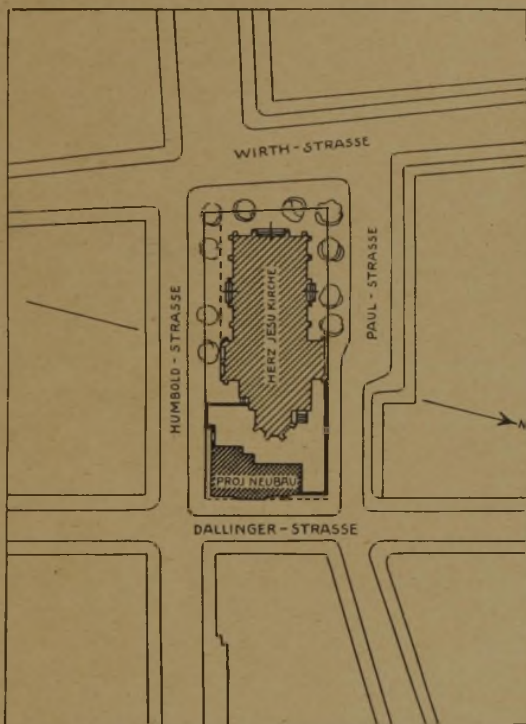 WIRTH-STRASSE
HUMBOLD-STRASSE
HERZ JESU KIRCHE
PAUL-STRASSE
N
PROJ NEUBAU
DALLINGER-STRASSE